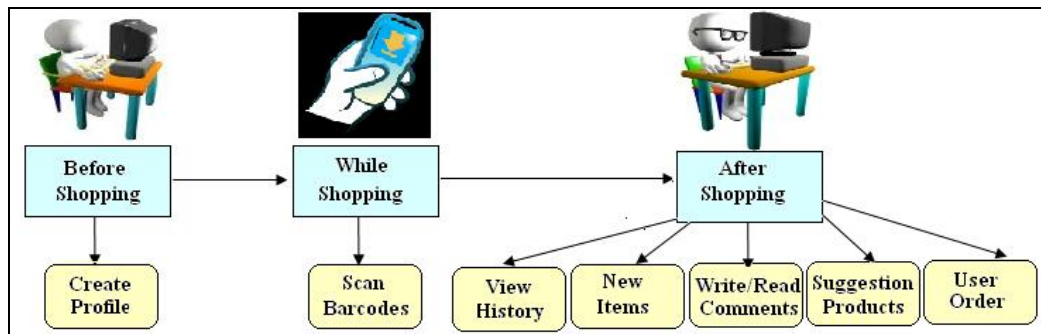 Before
Shopping
While
Shopping
After
Shopping
Create
Profile
Scan
Barcodes
View
History
New
Items
Write/Read
Comments
Suggestion
Products
User
Order